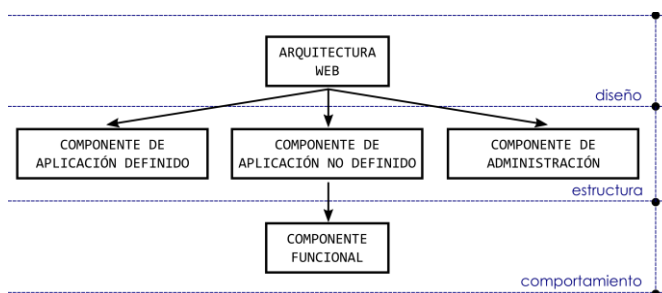 ARQUITECTURA
WEB
diseño
COMPONENTE DE
APLICACIÓN DEFINIDO
COMPONENTE DE
APLICACIÓN NO DEFINIDO
COMPONENTE DE
ADMINISTRACIÓN
estructura
COMPONENTE
FUNCIONAL
comportamiento